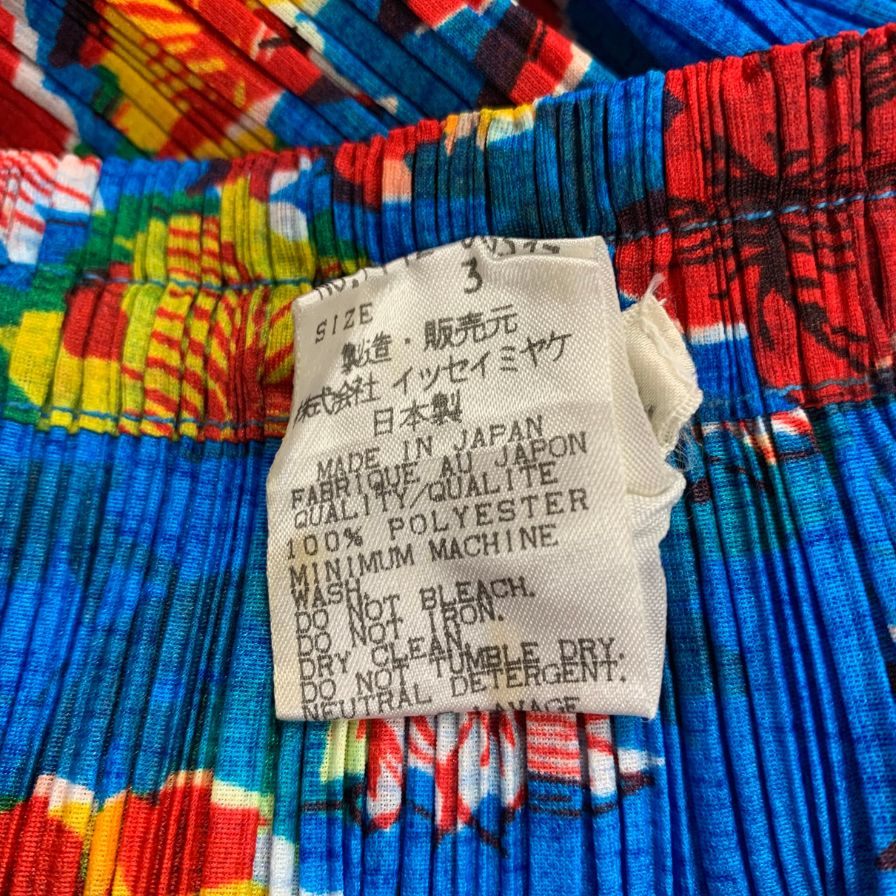 SIZE 3
製造・販売元
株式会社 イッセイミヤケ
日本製
MADE IN JAPAN
FABRIQUE AU JAPON
QUALITY/QUALITE
100% POLYESTER
MINIMUM MACHINE
WASH.
DO NOT BLEACH.
DO NOT IRON.
DRY CLEAN.
DO NOT TUMBLE DRY.
NEUTRAL DETERGENT.
LAVAGE